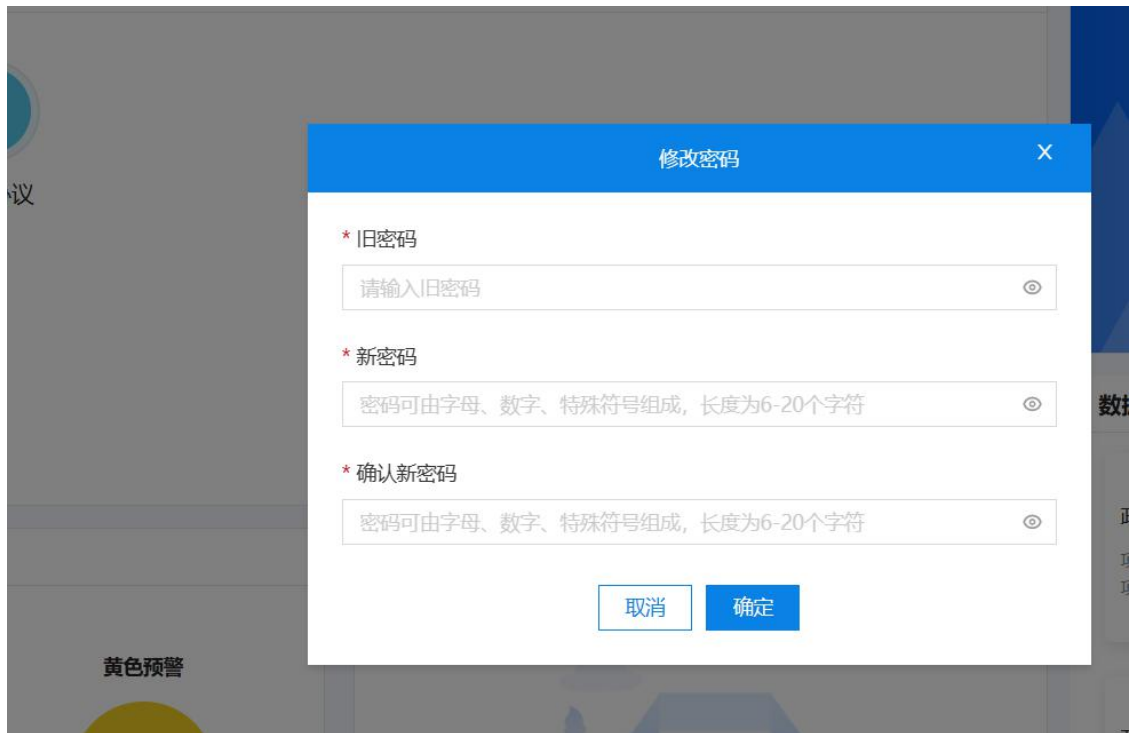 修改密码
X
议
* 旧密码
请输入旧密码
* 新密码
密码可由字母、数字、特殊符号组成，长度为6-20个字符
* 确认新密码
密码可由字母、数字、特殊符号组成，长度为6-20个字符
取消
确定
黄色预警